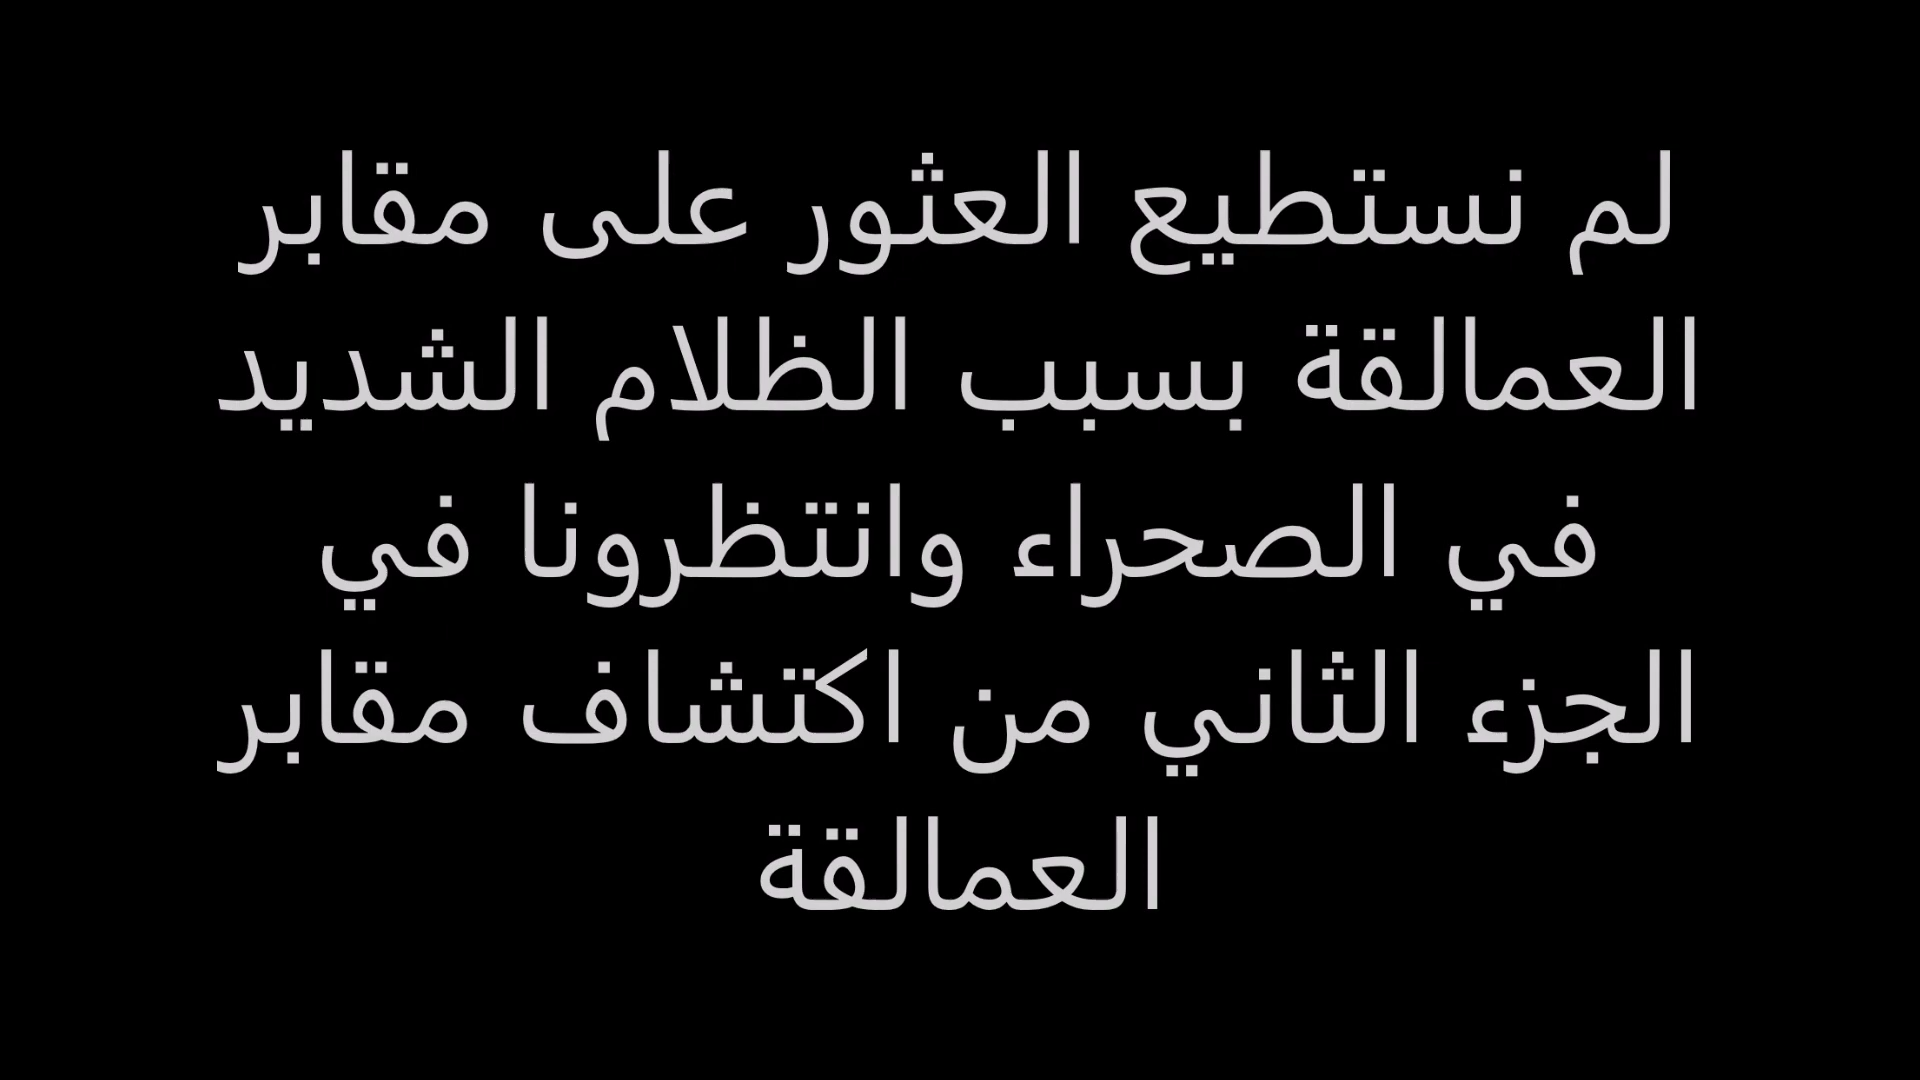 لم نستطيع العثور على مقابر
العمالقة بسبب الظلام الشديد
في الصحراء وانتظرونا في
الجزء الثاني من اكتشاف مقابر
العمالقة